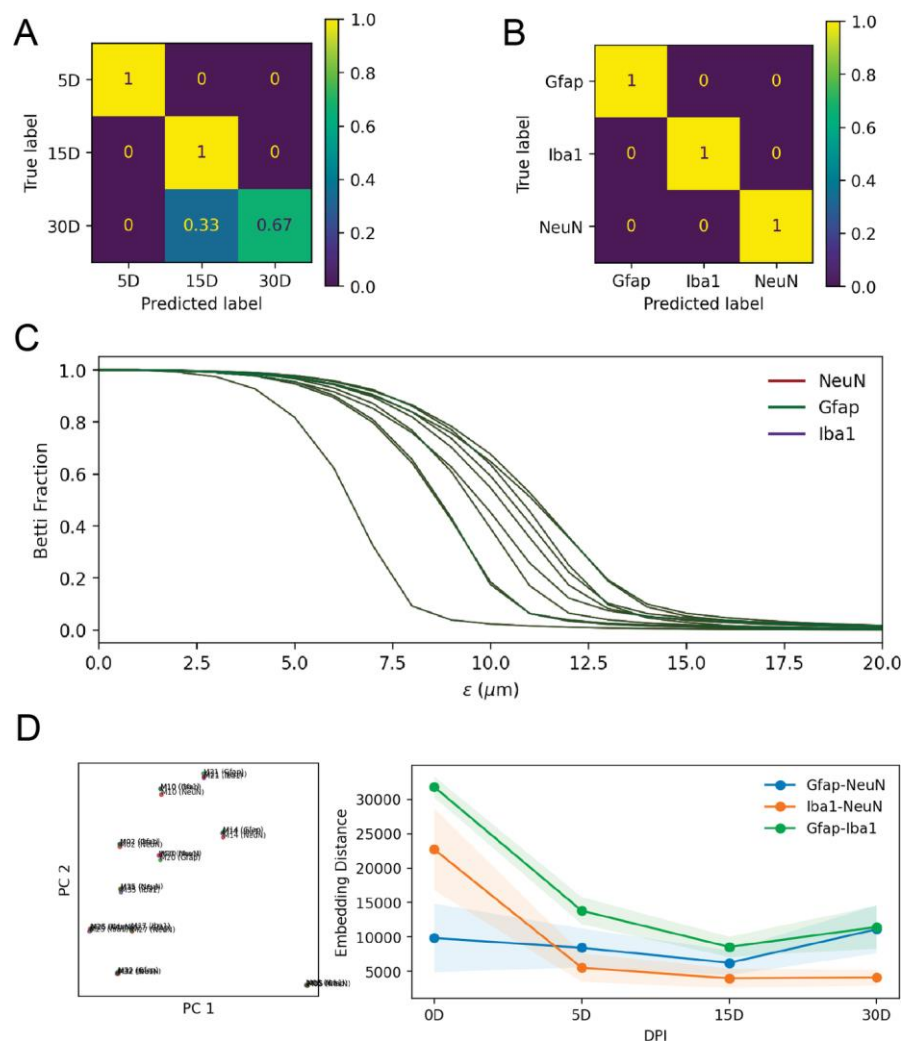 A
True label
5D
15D
30D
1 0 0
0 1 0
0 0.33 0.67
5D 15D 30D
Predicted label
1.0
0.8
0.6
0.4
0.2
0.0
B
True label
Gfap
Iba1
NeuN
1 0 0
0 1 0
0 0 1
Gfap Iba1 NeuN
Predicted label
1.0
0.8
0.6
0.4
0.2
0.0
C
Betti Fraction
1.0
0.8
0.6
0.4
0.2
0.0
0.0 2.5 5.0 7.5 10.0 12.5 15.0 17.5 20.0
ε (μm)
NeuN
Gfap
Iba1
D
PC 2
M10 (NeuN)
M20 (Gfap)
PC 1
Embedding Distance
30000
25000
20000
15000
10000
5000
0D 5D 15D 30D
DPI
Gfap-NeuN
Iba1-NeuN
Gfap-Iba1